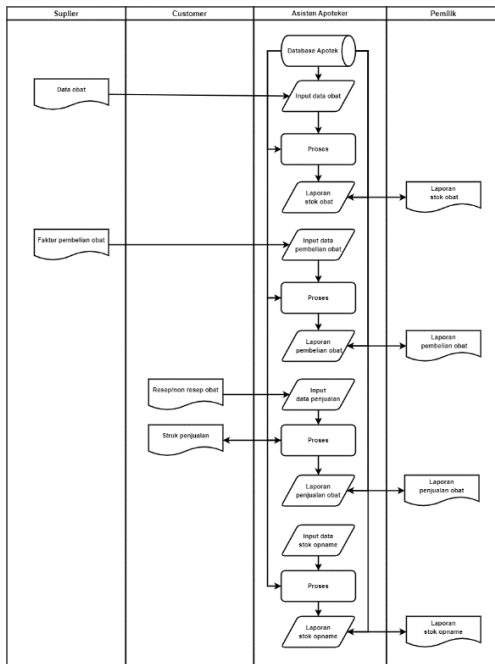 Suplier
Customer
Asisten Apoteker
Pemilik
Database Apotek
Data obat
Input data obat
Proses
Laporan
stok obat
Laporan
stok obat
Faktur pembelian obat
Input data
pembelian obat
Proses
Laporan
pembelian obat
Laporan
pembelian obat
Resep/non resep obat
Input
data penjualan
Struk penjualan
Proses
Laporan
penjualan obat
Laporan
penjualan obat
Input data
stok opname
Proses
Laporan
stok opname
Laporan
stok opname